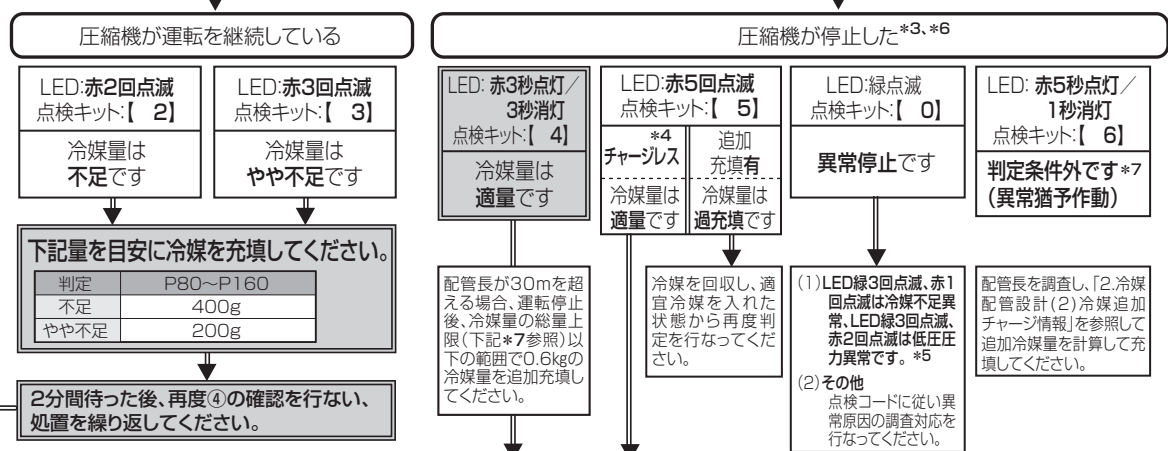 圧縮機が運転を継続している
LED:赤2回点滅
点検キット:【 2】
冷媒量は
不足です
LED:赤3回点滅
点検キット:【 3】
冷媒量は
やや不足です
下記量を目安に冷媒を充填してください。
判定 P80~P160
不足 400g
やや不足 200g
2分間待った後、再度④の確認を行ない、
処置を繰り返してください。
圧縮機が停止した*3、*6
LED: 赤3秒点灯/
3秒消灯
点検キット:【 4】
冷媒量は
適量です
配管長が30mを超
える場合、運転停止
後、冷媒量の総量上
限(下記*7参照)以
下の範囲で0.6kgの
冷媒量を追加充填し
てください。
LED:赤5回点滅
点検キット:【 5】
*4
チャージレス
冷媒量は
適量です
追加
充填有
冷媒量は
過充填です
冷媒を回収し、適
宜冷媒を入れた
状態から再度判
定を行なってくだ
さい。
LED:緑点滅
点検キット:【 0】
異常停止です
(1)LED緑3回点滅、赤1
回点滅は冷媒不足異
常、LED緑3回点滅、
赤2回点滅は低圧圧
力異常です。*5
(2)その他
点検コードに従い異
常原因の調査対応を
行なってください。
LED:赤5秒点灯/
1秒消灯
点検キット:【 6】
判定条件外です*7
(異常猶予作動)
配管長を調査し、「2.冷媒
配管設計(2)冷媒追加
チャージ情報」を参照して
追加冷媒量を計算して充
填してください。